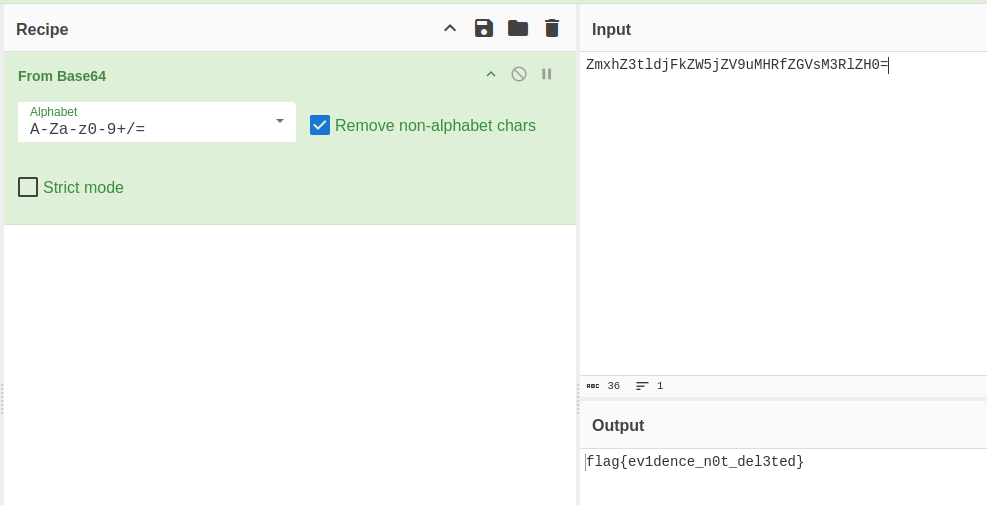 Recipe
From Base64
Alphabet
A-Za-z0-9+/=
Remove non-alphabet chars
Strict mode
Input
ZmxhZ3tldjFkZW5jZV9uMHRfZGVsM3RlZH0=
ABC 36 1
Output
flag{ev1dence_n0t_del3ted}